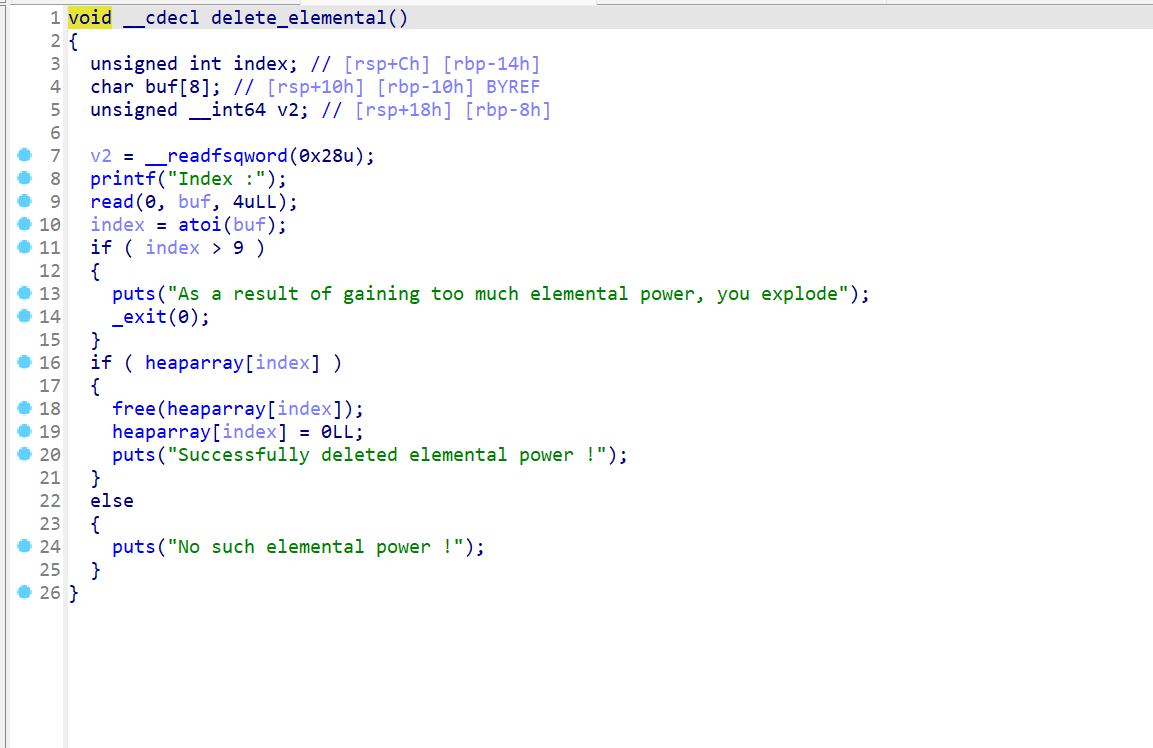 1 void __cdecl delete_elemental()
2 {
3   unsigned int index; // [rsp+Ch] [rbp-14h]
4   char buf[8]; // [rsp+10h] [rbp-10h] BYREF
5   unsigned __int64 v2; // [rsp+18h] [rbp-8h]
6
7   v2 = __readfsqword(0x28u);
8   printf("Index :");
9   read(0, buf, 4uLL);
10   index = atoi(buf);
11   if ( index > 9 )
12   {
13     puts("As a result of gaining too much elemental power, you explode");
14     _exit(0);
15   }
16   if ( heaparray[index] )
17   {
18     free(heaparray[index]);
19     heaparray[index] = 0LL;
20     puts("Successfully deleted elemental power !");
21   }
22   else
23   {
24     puts("No such elemental power !");
25   }
26 }